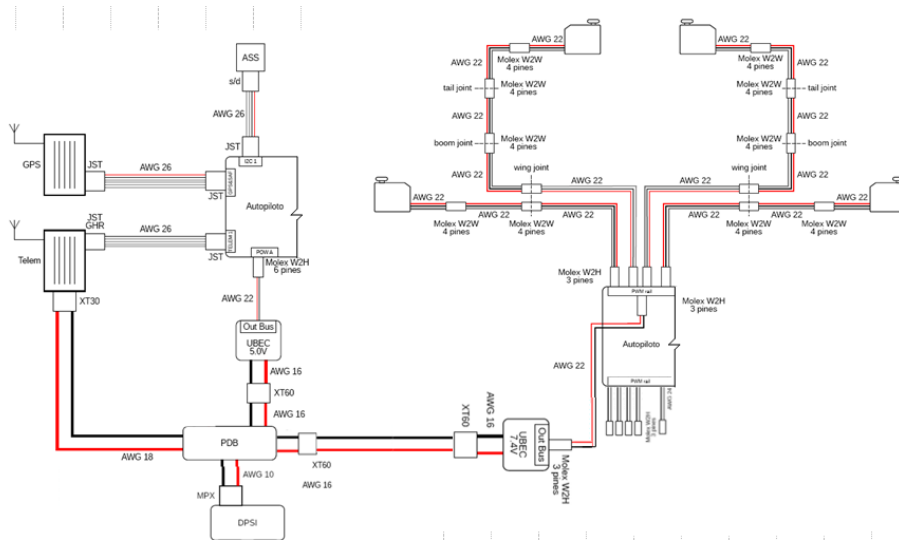 ASS
s/d
AWG 26
JST
I2C 1
GPS
JST
AWG 26
JST
Autopiloto
JST
GHR
Telem
AWG 26
TELEM 1
JST
POW A
Molex W2H
6 pines
XT30
AWG 22
Out Bus
UBEC
5.0V
AWG 16
XT60
AWG 16
PDB
AWG 18
AWG 10
XT60
AWG 16
MPX
DPSI
XT60
AWG 16
Out Bus
UBEC
7.4V
Molex W2H
3 pines
AWG 22
AWG 22
Molex W2W
4 pines
AWG 22
tail joint
Molex W2W
4 pines
AWG 22
boom joint
Molex W2W
4 pines
AWG 22
wing joint
AWG 22
AWG 22
AWG 22
AWG 22
Molex W2W
4 pines
Molex W2W
4 pines
AWG 22
Molex W2W
4 pines
AWG 22
Molex W2W
4 pines
tail joint
AWG 22
Molex W2W
4 pines
boom joint
AWG 22
wing joint
AWG 22
AWG 22
AWG 22
AWG 22
Molex W2W
4 pines
Molex W2W
4 pines
Molex W2H
3 pines
Molex W2H
3 pines
PWM rail
Autopiloto
PWM rail